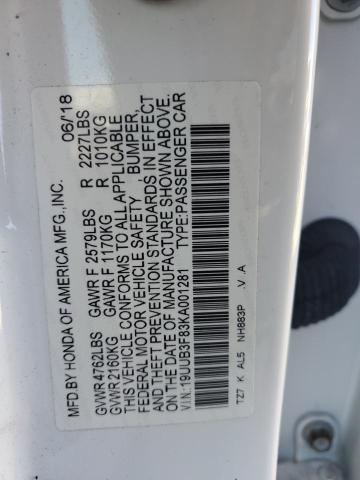 MFD.BY HONDA OF AMERICA MFG.,INC. 06/'18
GVWR 4762LBS GAWR F 2579LBS R 2227LBS
GVWR 2160KG GAWR F 1170KG R 1010KG
THIS VEHICLE CONFORMS TO ALL APPLICABLE
FEDERAL MOTOR VEHICLE SAFETY, BUMPER,
AND THEFT PREVENTION STANDARDS IN EFFECT
ON THE DATE OF MANUFACTURE SHOWN ABOVE.
V.I.N:19UUB3F83KA001281 TYPE:PASSENGER CAR
TZ7 K AL5 NH883P V .A